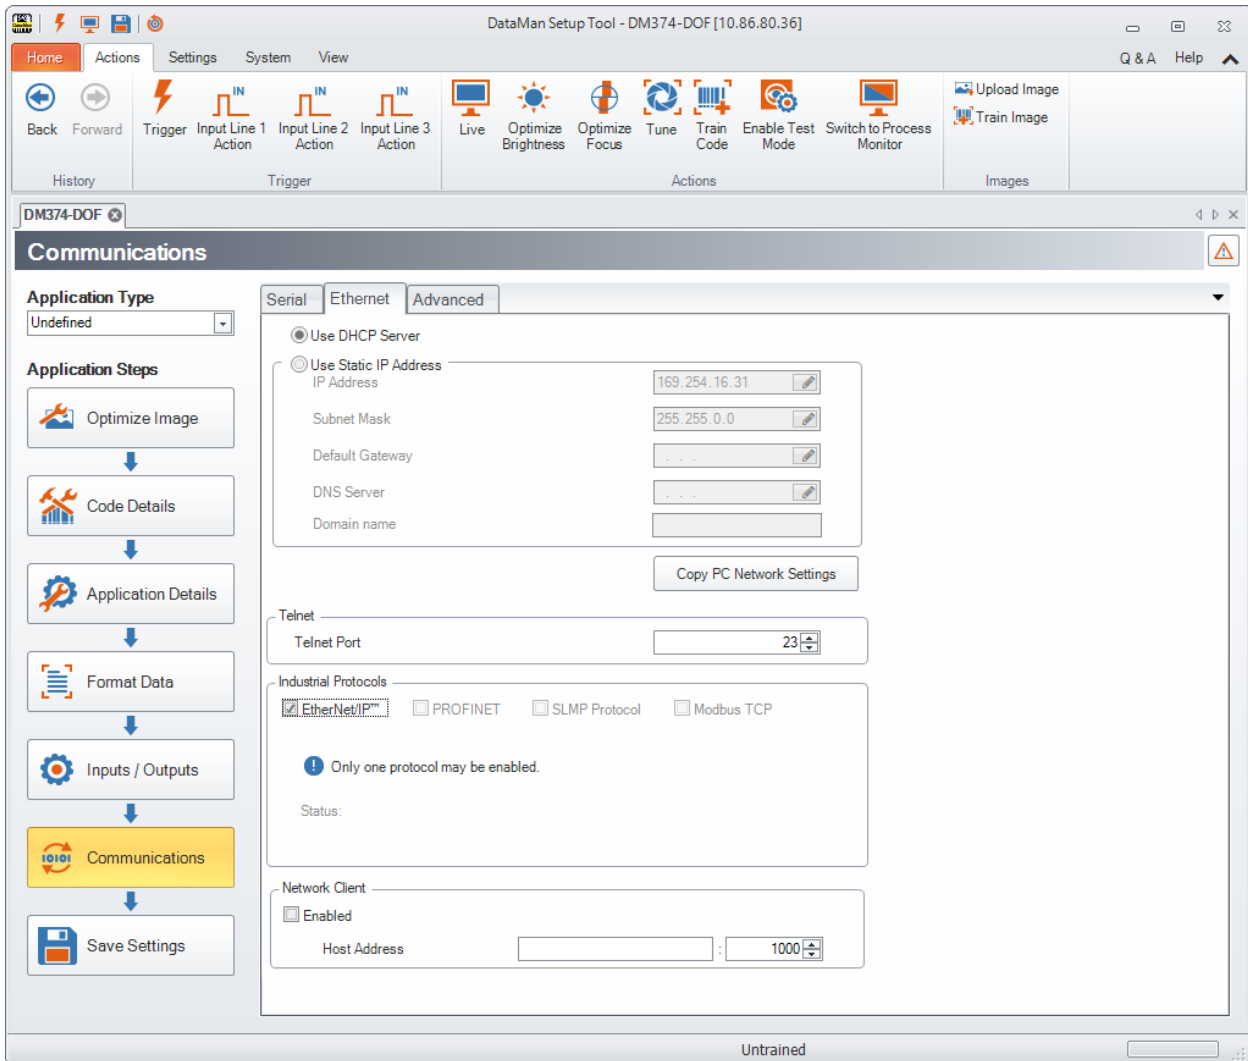 DataMan
DataMan Setup Tool - DM374-DOF [10.86.80.36]
Home Actions Settings System View Q & A Help
Back Forward Trigger IN Input Line 1 Action IN Input Line 2 Action IN Input Line 3 Action Live Optimize Brightness Optimize Focus Tune Train Code Enable Test Mode Switch to Process Monitor Upload Image
Train Image
History Trigger Actions Images
DM374-DOF
Communications
Application Type
Undefined
Application Steps
Optimize Image
Code Details
Application Details
Format Data
Inputs / Outputs
10101
Communications
Save Settings
Serial Ethernet Advanced
Use DHCP Server
Use Static IP Address
IP Address 169.254.16.31
Subnet Mask 255.255.0.0
Default Gateway . . .
DNS Server . . .
Domain name
Copy PC Network Settings
Telnet
Telnet Port 23
Industrial Protocols
EtherNet/IP™ PROFINET SLMP Protocol Modbus TCP
! Only one protocol may be enabled.
Status:
Network Client
Enabled
Host Address : 1000
Untrained